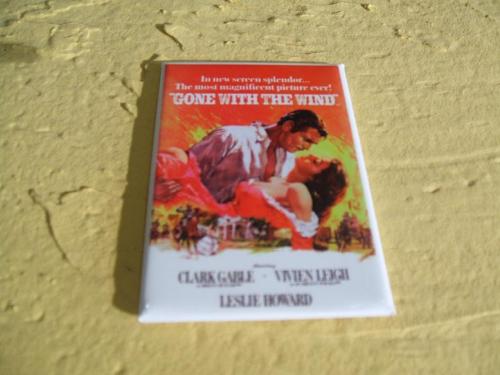 In new screen splendor...
The most magnificent picture ever!
"GONE WITH THE WIND"
Starring
CLARK GABLE · VIVIEN LEIGH
LESLIE HOWARD